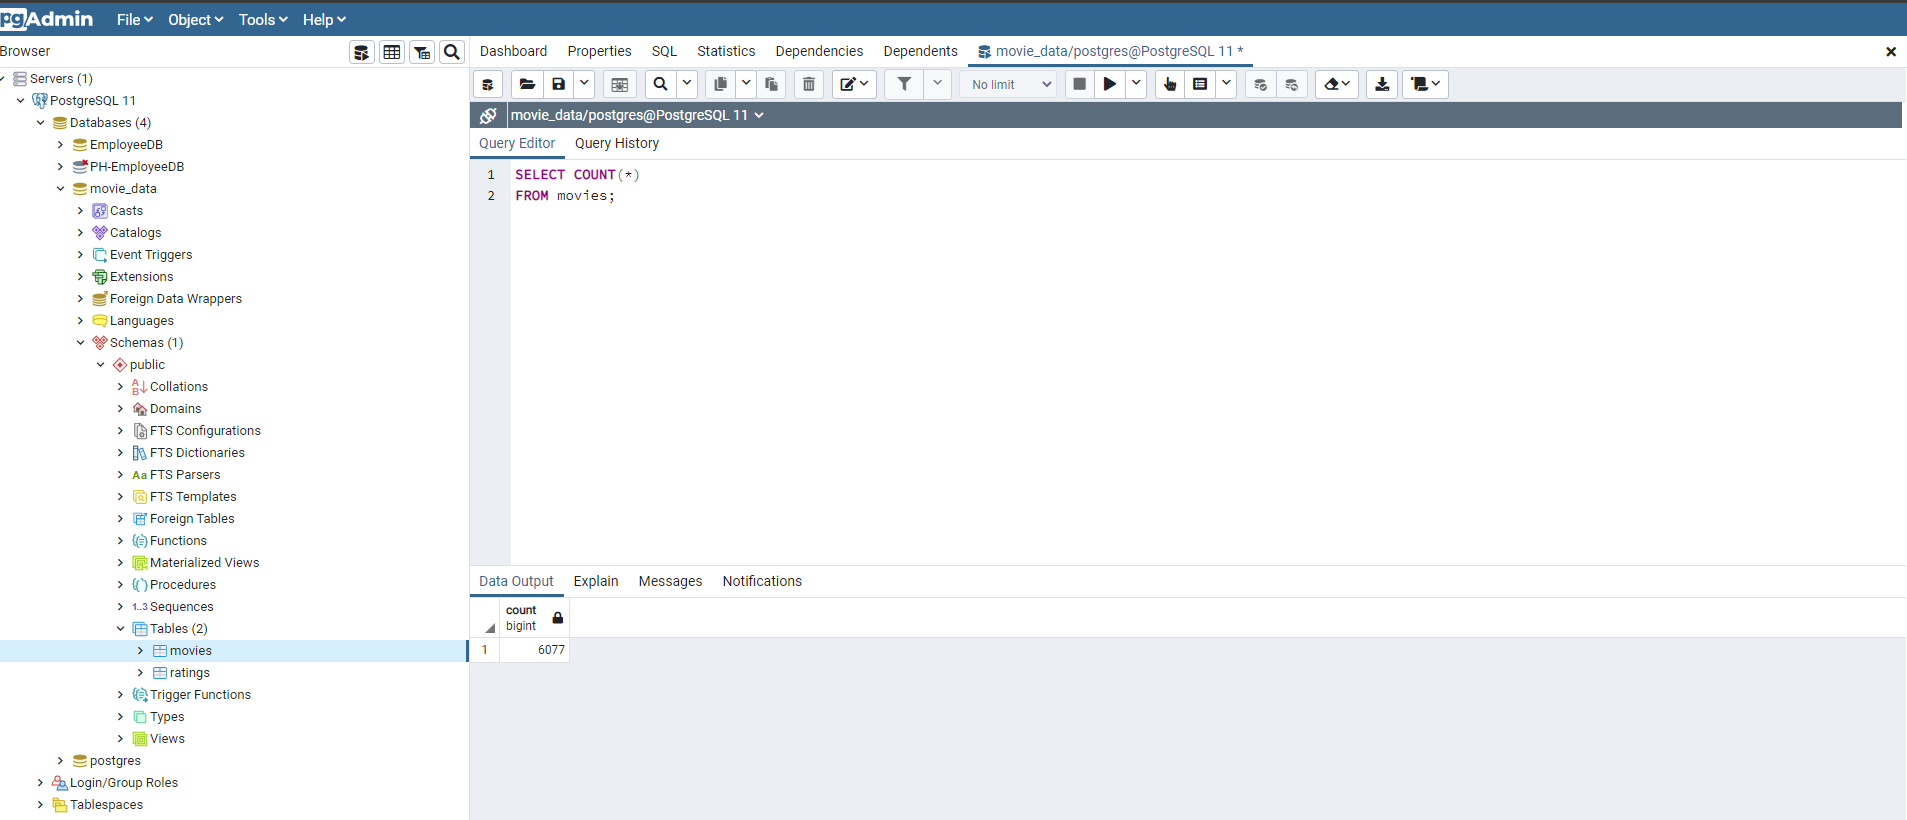 pgAdmin File Object Tools Help
Browser
Dashboard Properties SQL Statistics Dependencies Dependents movie_data/postgres@PostgreSQL 11 *
No limit
movie_data/postgres@PostgreSQL 11
Query Editor Query History
1 SELECT COUNT(*)
2 FROM movies;
Servers (1)
PostgreSQL 11
Databases (4)
EmployeeDB
PH-EmployeeDB
movie_data
Casts
Catalogs
Event Triggers
Extensions
Foreign Data Wrappers
Languages
Schemas (1)
public
Collations
Domains
FTS Configurations
FTS Dictionaries
Aa FTS Parsers
FTS Templates
Foreign Tables
Functions
Materialized Views
Procedures
1..3 Sequences
Tables (2)
movies
ratings
Trigger Functions
Types
Views
postgres
Login/Group Roles
Tablespaces
Data Output Explain Messages Notifications
count
bigint
1 6077